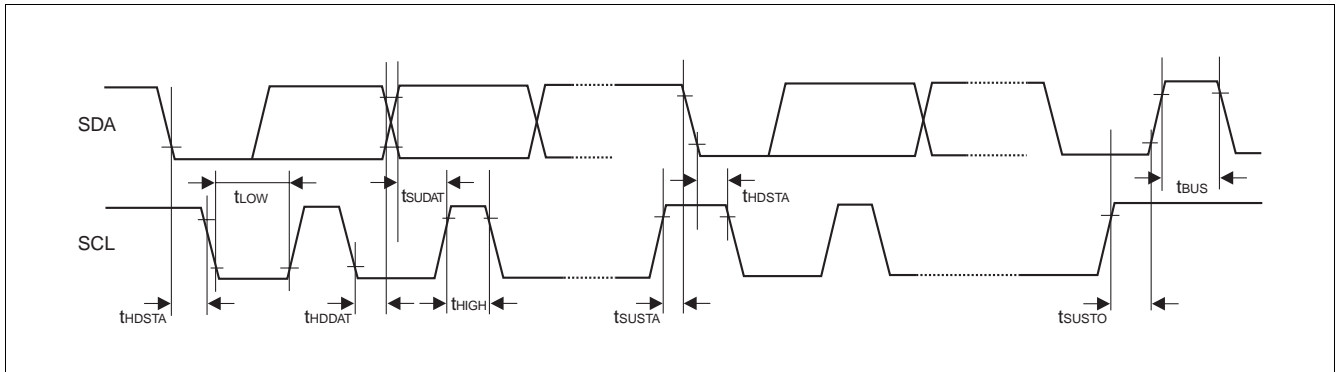 SDA
tLOW
tSUDAT
tHDSTA
tBUS
SCL
tHDSTA
tHDDAT
tHIGH
tSUSTA
tSUSTO